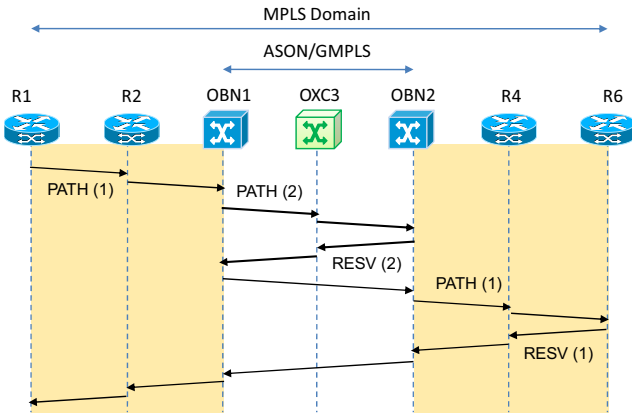 MPLS Domain
ASON/GMPLS
R1 R2 OBN1 OXC3 OBN2 R4 R6
PATH (1)
PATH (2)
RESV (2)
PATH (1)
RESV (1)